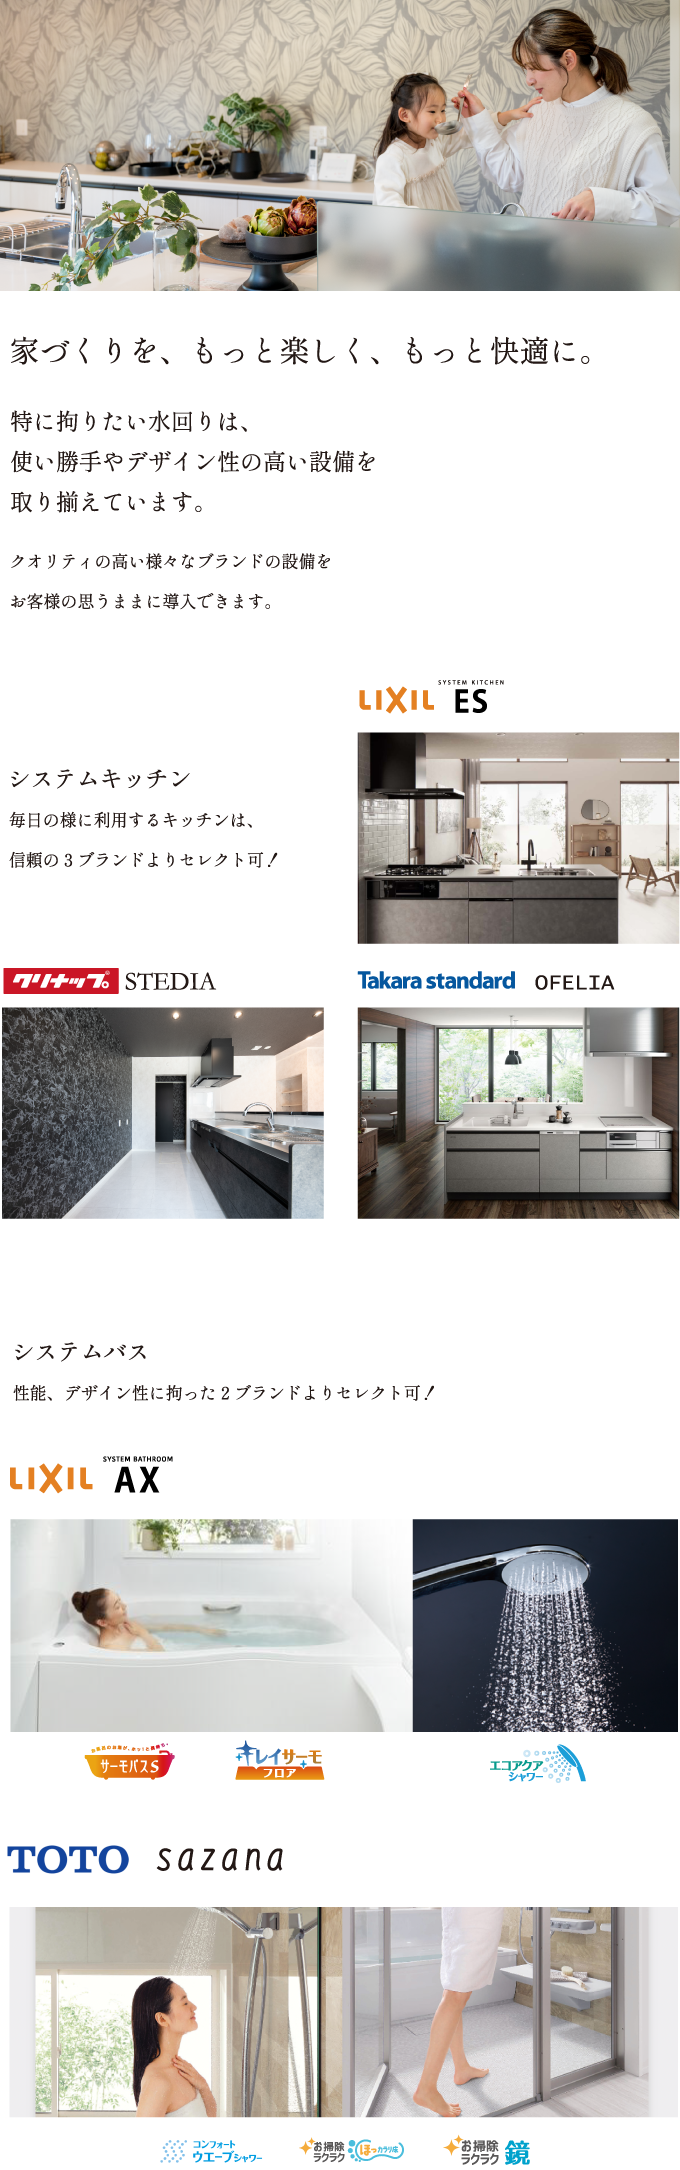 家づくりを、もっと楽しく、もっと快適に。
特に拘りたい水回りは、
使い勝手やデザイン性の高い設備を
取り揃えています。
クオリティの高い様々なブランドの設備を
お客様の思うままに導入できます。
SYSTEM KITCHEN
LIXIL ES
システムキッチン
毎日の様に利用するキッチンは、
信頼の３ブランドよりセレクト可！
クリナップ STEDIA
Takara standard OFELIA
システムバス
性能、デザイン性に拘った２ブランドよりセレクト可！
SYSTEM BATHROOM
LIXIL AX
サーモバスS
キレイサーモ
フロア
エコアクア
シャワー
TOTO sazana
コンフォート
ウエーブシャワー
お掃除
ラクラク
ほっカラリ床
お掃除
ラクラク
鏡